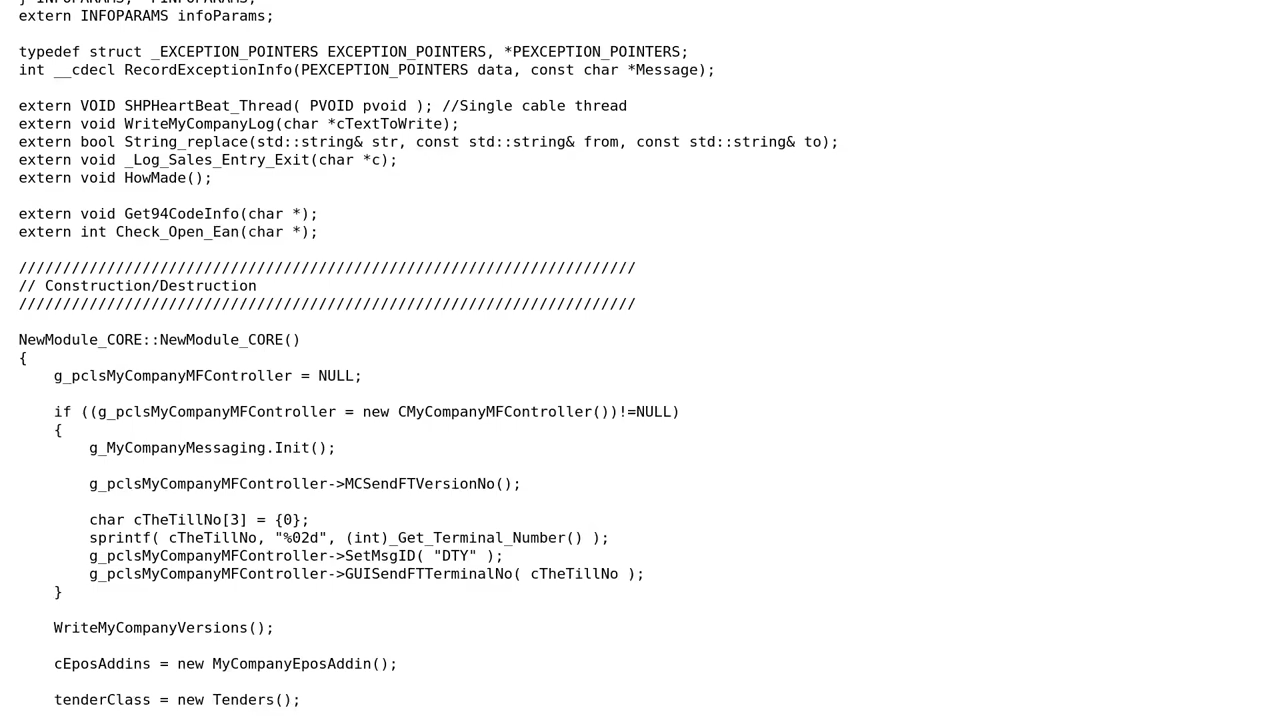 } INFOPARAMS, *PINFOPARAMS;
extern INFOPARAMS infoParams;
typedef struct _EXCEPTION_POINTERS EXCEPTION_POINTERS, *PEXCEPTION_POINTERS;
int __cdecl RecordExceptionInfo(PEXCEPTION_POINTERS data, const char *Message);
extern VOID SHPHeartBeat_Thread( PVOID pvoid ); //Single cable thread
extern void WriteMyCompanyLog(char *cTextToWrite);
extern bool String_replace(std::string& str, const std::string& from, const std::string& to);
extern void _Log_Sales_Entry_Exit(char *c);
extern void HowMade();
extern void Get94CodeInfo(char *);
extern int Check_Open_Ean(char *);
//////////////////////////////////////////////////////////////////////
// Construction/Destruction
//////////////////////////////////////////////////////////////////////
NewModule_CORE::NewModule_CORE()
{
    g_pclsMyCompanyMFController = NULL;
    if ((g_pclsMyCompanyMFController = new CMyCompanyMFController())!=NULL)
    {
        g_MyCompanyMessaging.Init();
        g_pclsMyCompanyMFController->MCSendFTVersionNo();
        char cTheTillNo[3] = {0};
        sprintf( cTheTillNo, "%02d", (int)_Get_Terminal_Number() );
        g_pclsMyCompanyMFController->SetMsgID( "DTY" );
        g_pclsMyCompanyMFController->GUISendFTTerminalNo( cTheTillNo );
    }
    WriteMyCompanyVersions();
    cEposAddins = new MyCompanyEposAddin();
    tenderClass = new Tenders();